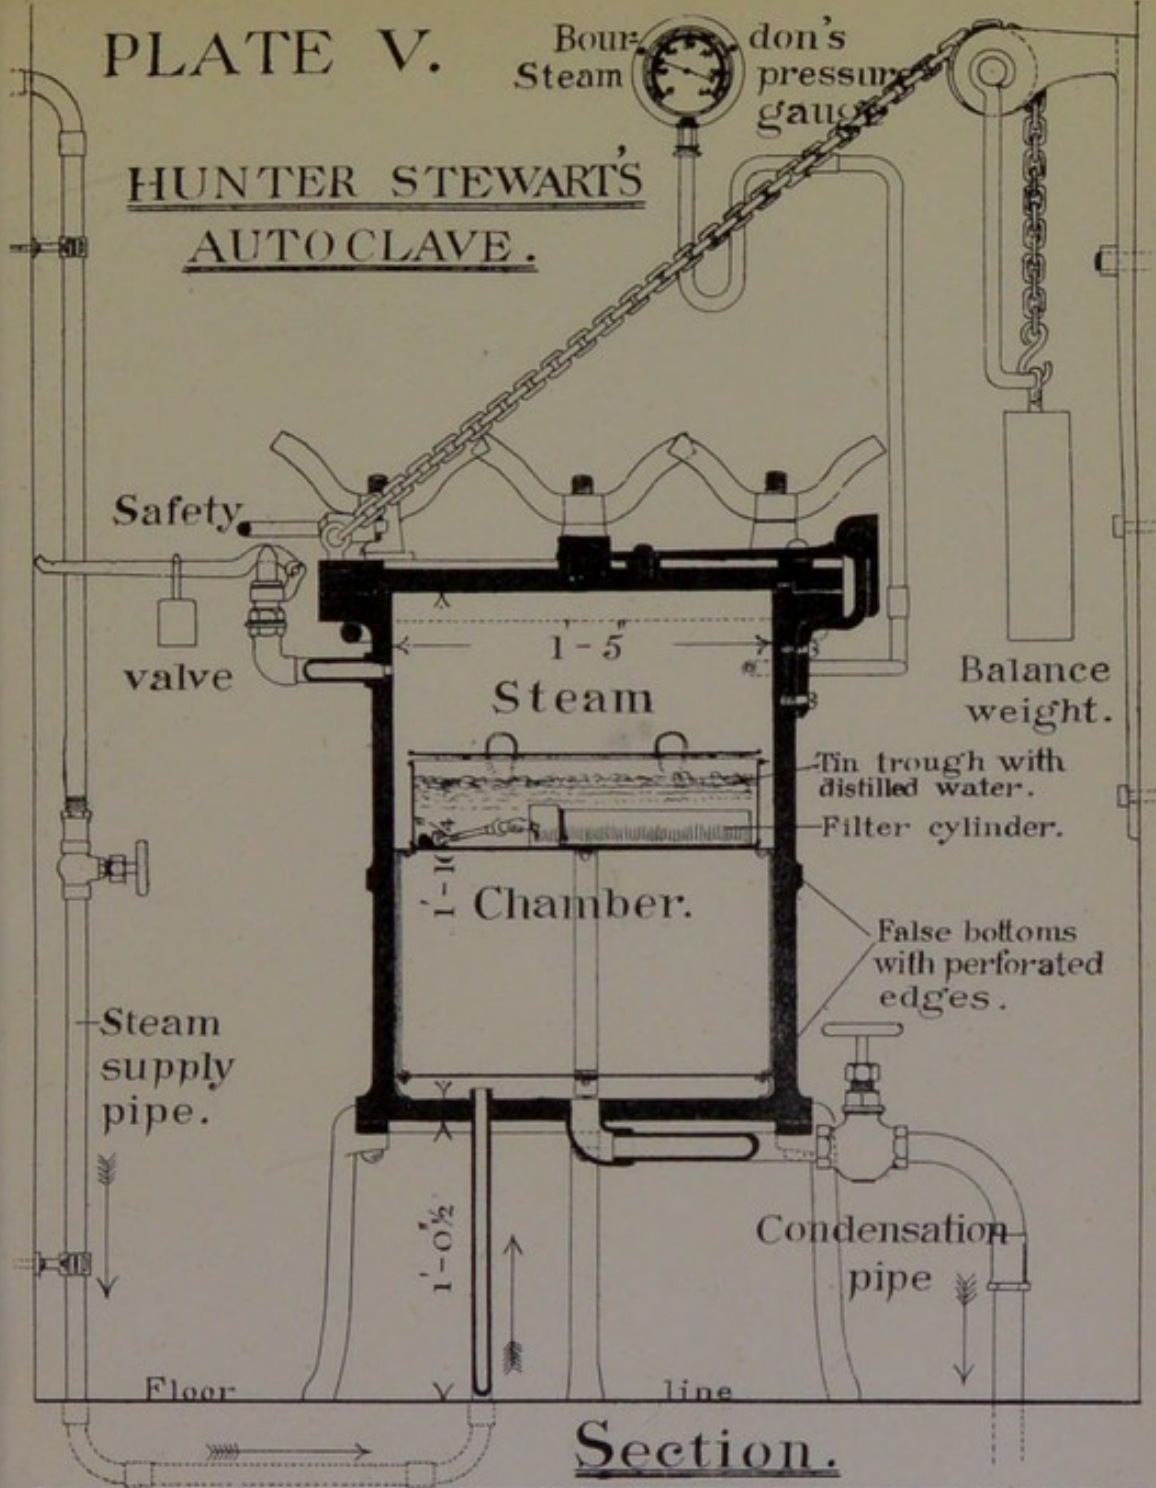 PLATE V.
Bour- don's
Steam pressure
gauge
HUNTER STEWART'S
AUTOCLAVE.
Safety
valve
1'-5"
Steam
Balance
weight.
Tin trough with
distilled water.
Filter cylinder.
Chamber.
False bottoms
with perforated
edges.
Steam
supply
pipe.
1'-0½"
Condensation
pipe
Floor line
Section.